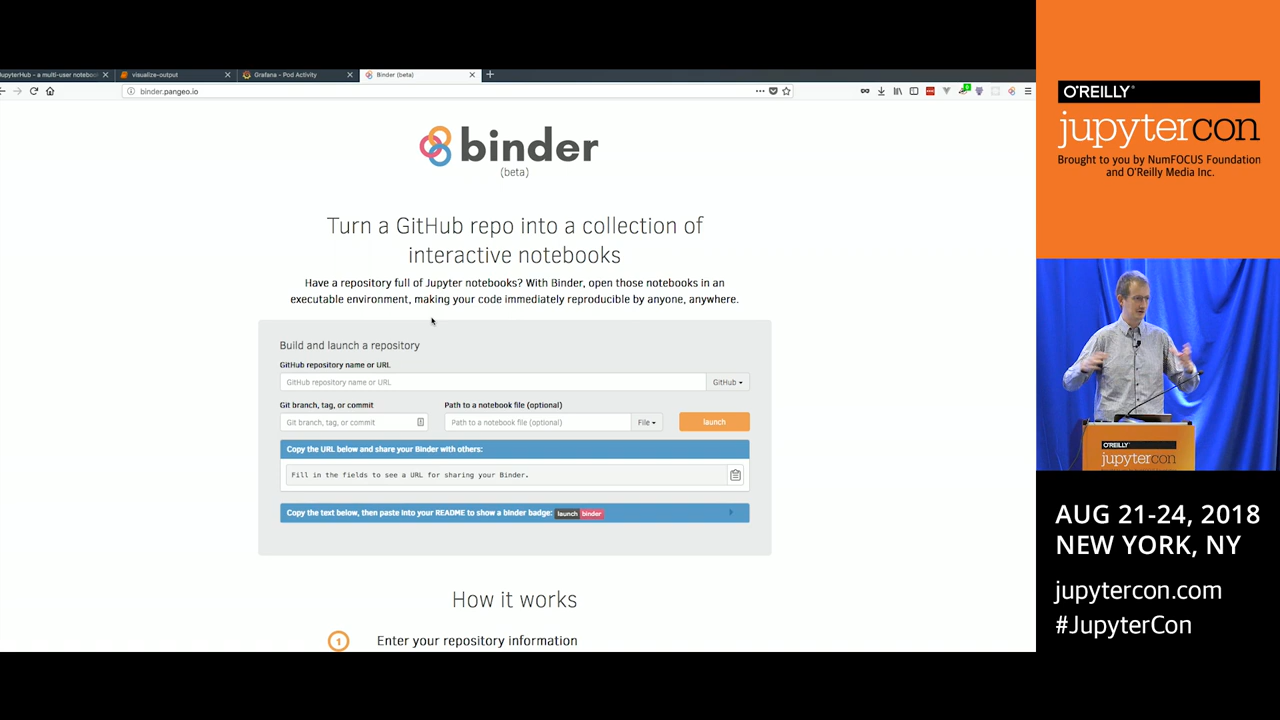 JupyterHub - a multi-user noteboo
visualize-output
Grafana - Pod Activity
Binder (beta)
binder.pangeo.io
binder
(beta)
Turn a GitHub repo into a collection of
interactive notebooks
Have a repository full of Jupyter notebooks? With Binder, open those notebooks in an
executable environment, making your code immediately reproducible by anyone, anywhere.
Build and launch a repository
GitHub repository name or URL
GitHub repository name or URL
GitHub
Git branch, tag, or commit
Path to a notebook file (optional)
Git branch, tag, or commit
Path to a notebook file (optional)
File
launch
Copy the URL below and share your Binder with others:
Fill in the fields to see a URL for sharing your Binder.
Copy the text below, then paste into your README to show a binder badge: launch binder
How it works
1 Enter your repository information
O'REILLY®
jupytercon
Brought to you by NumFOCUS Foundation
and O'Reilly Media Inc.
O'REILLY®
jupytercon
AUG 21-24, 2018
NEW YORK, NY
jupytercon.com
#JupyterCon